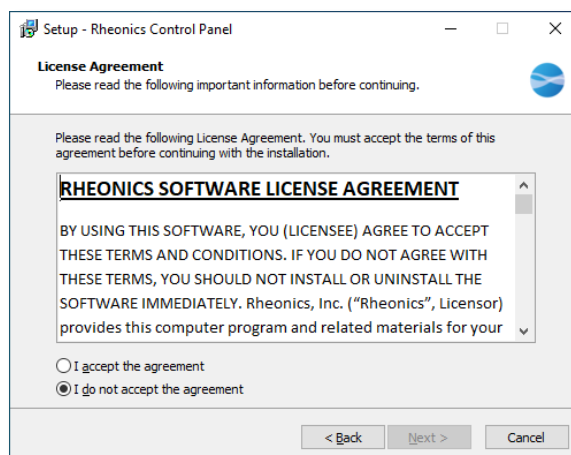 Setup - Rheonics Control Panel
License Agreement
Please read the following important information before continuing.
Please read the following License Agreement. You must accept the terms of this
agreement before continuing with the installation.
RHEONICS SOFTWARE LICENSE AGREEMENT
BY USING THIS SOFTWARE, YOU (LICENSEE) AGREE TO ACCEPT
THESE TERMS AND CONDITIONS. IF YOU DO NOT AGREE WITH
THESE TERMS, YOU SHOULD NOT INSTALL OR UNINSTALL THE
SOFTWARE IMMEDIATELY. Rheonics, Inc. (“Rheonics”, Licensor)
provides this computer program and related materials for your
I accept the agreement
I do not accept the agreement
< Back Next > Cancel